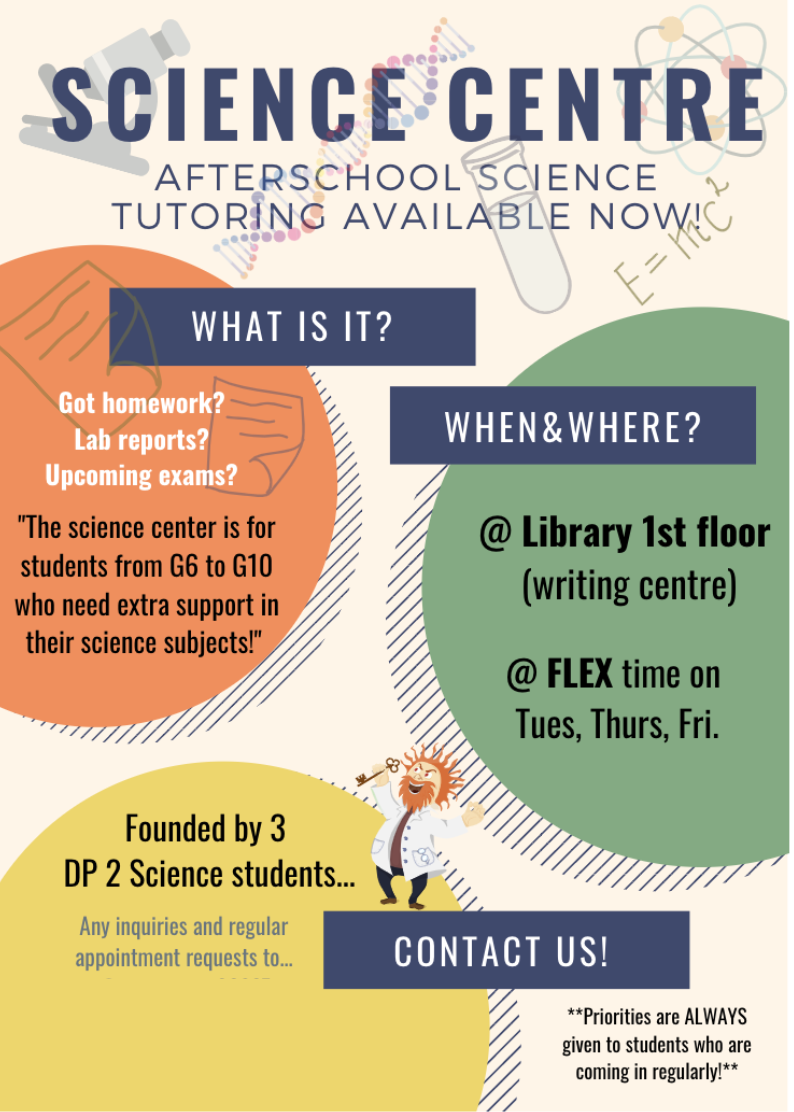 SCIENCE CENTRE
AFTERSCHOOL SCIENCE
TUTORING AVAILABLE NOW!
E=mc²
WHAT IS IT?
Got homework?
Lab reports?
Upcoming exams?
"The science center is for
students from G6 to G10
who need extra support in
their science subjects!"
WHEN&WHERE?
@ Library 1st floor
(writing centre)
@ FLEX time on
Tues, Thurs, Fri.
Founded by 3
DP 2 Science students...
Any inquiries and regular
appointment requests to...
CONTACT US!
**Priorities are ALWAYS
given to students who are
coming in regularly!**